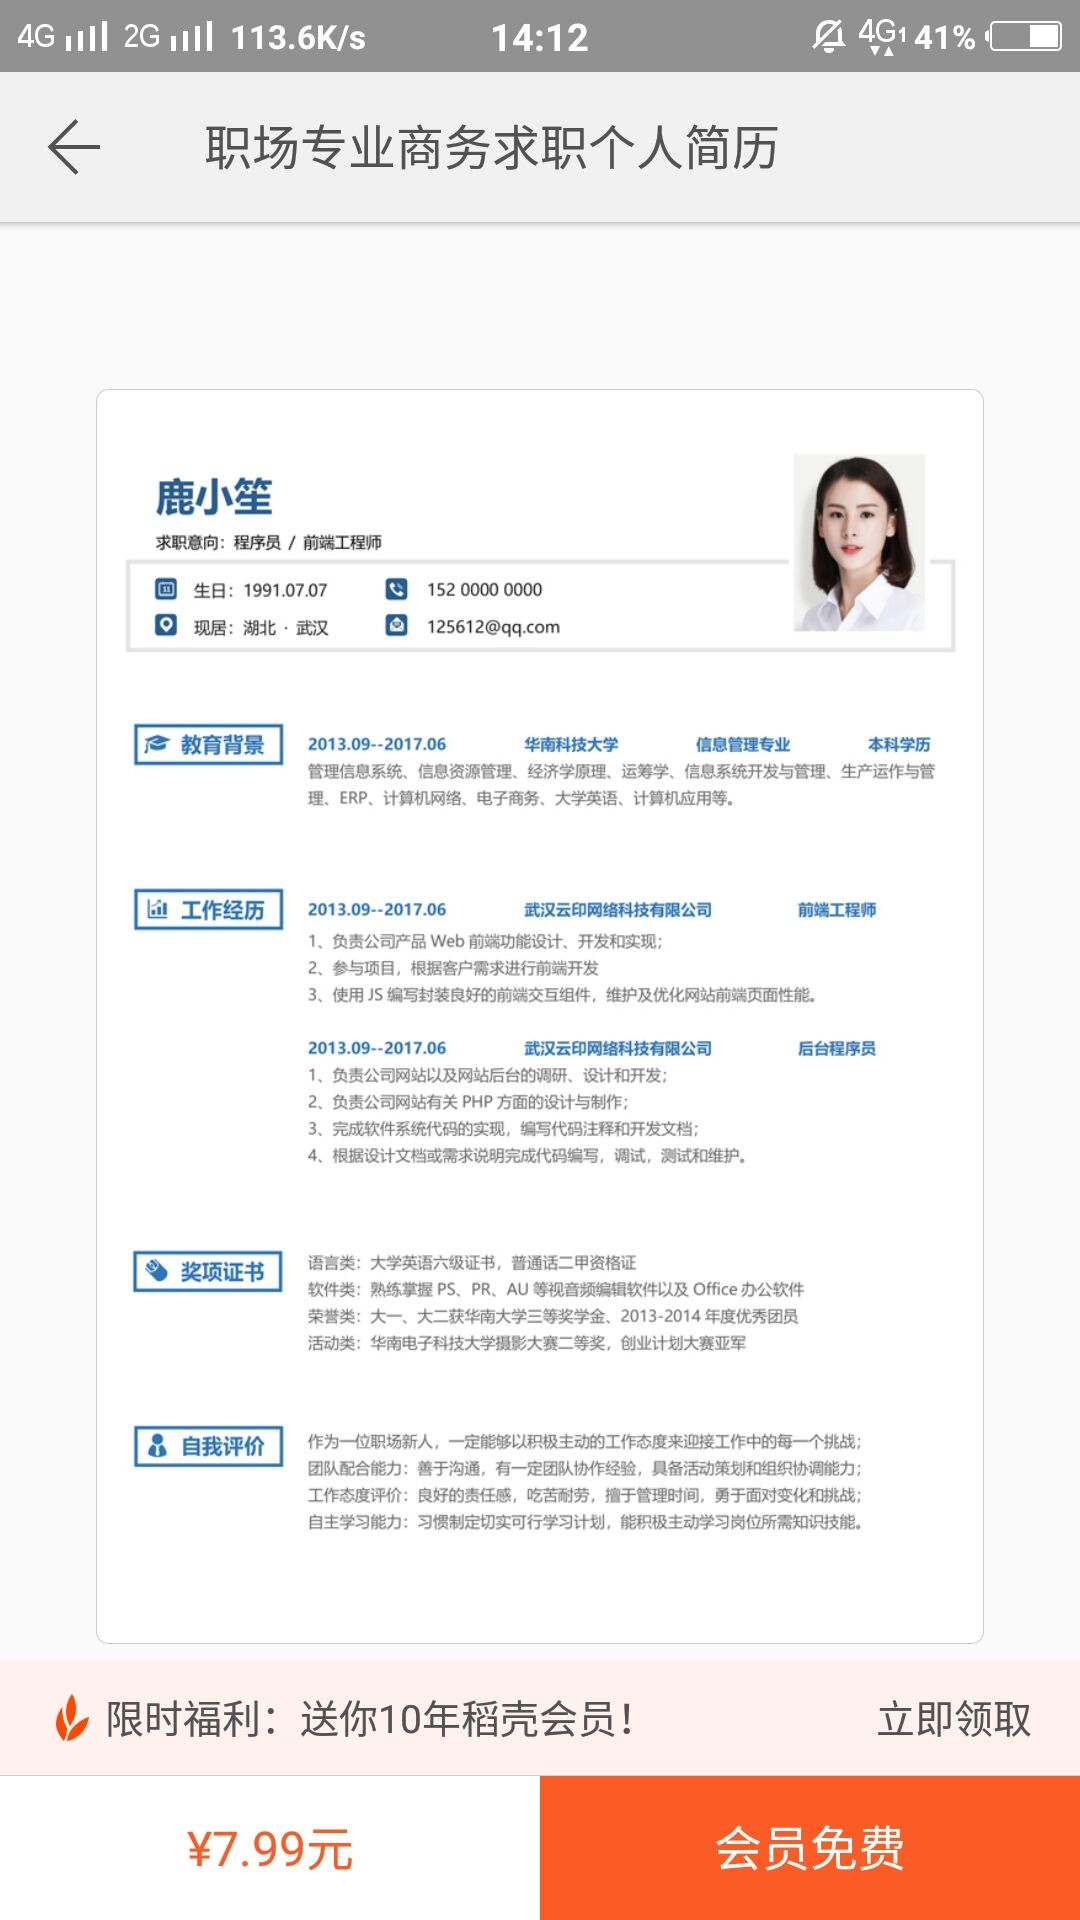 4G 2G 113.6K/s 14:12 4G1 41%
职场专业商务求职个人简历
鹿小笙
求职意向：程序员 / 前端工程师
生日：1991.07.07 152 0000 0000
现居：湖北 · 武汉 125612@qq.com
教育背景 2013.09--2017.06 华南科技大学 信息管理专业 本科学历
管理信息系统、信息资源管理、经济学原理、运筹学、信息系统开发与管理、生产运作与管
理、ERP、计算机网络、电子商务、大学英语、计算机应用等。
工作经历 2013.09--2017.06 武汉云印网络科技有限公司 前端工程师
1、负责公司产品 Web 前端功能设计、开发和实现；
2、参与项目，根据客户需求进行前端开发
3、使用 JS 编写封装良好的前端交互组件，维护及优化网站前端页面性能。
2013.09--2017.06 武汉云印网络科技有限公司 后台程序员
1、负责公司网站以及网站后台的调研、设计和开发；
2、负责公司网站有关 PHP 方面的设计与制作；
3、完成软件系统代码的实现，编写代码注释和开发文档；
4、根据设计文档或需求说明完成代码编写，调试，测试和维护。
奖项证书 语言类：大学英语六级证书，普通话二甲资格证
软件类：熟练掌握 PS、PR、AU 等视音频编辑软件以及 Office 办公软件
荣誉类：大一、大二获华南大学三等奖学金、2013-2014 年度优秀团员
活动类：华南电子科技大学摄影大赛二等奖，创业计划大赛亚军
自我评价 作为一位职场新人，一定能够以积极主动的工作态度来迎接工作中的每一个挑战；
团队配合能力：善于沟通，有一定团队协作经验，具备活动策划和组织协调能力；
工作态度评价：良好的责任感，吃苦耐劳，擅于管理时间，勇于面对变化和挑战；
自主学习能力：习惯制定切实可行学习计划，能积极主动学习岗位所需知识技能。
限时福利：送你10年稻壳会员！ 立即领取
¥7.99元 会员免费